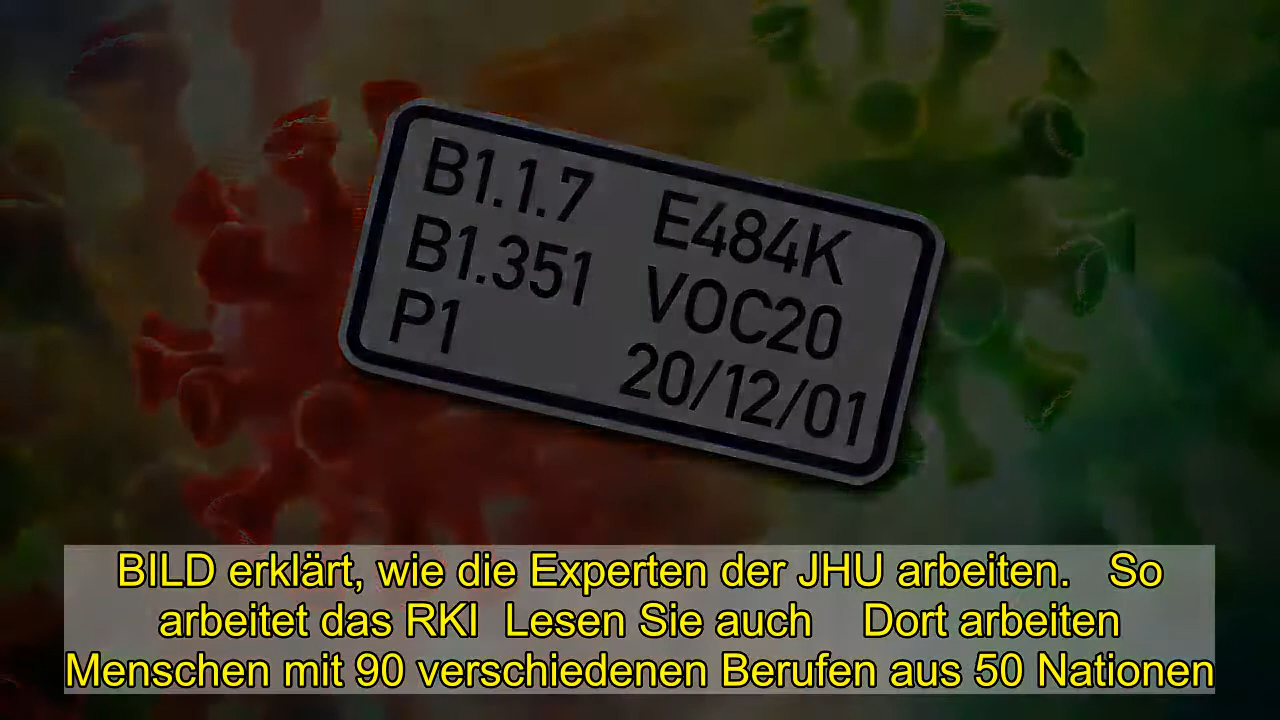 B1.1.7 E484K
B1.351 VOC20
P1 20/12/01
BILD erklärt, wie die Experten der JHU arbeiten. So
arbeitet das RKI Lesen Sie auch Dort arbeiten
Menschen mit 90 verschiedenen Berufen aus 50 Nationen